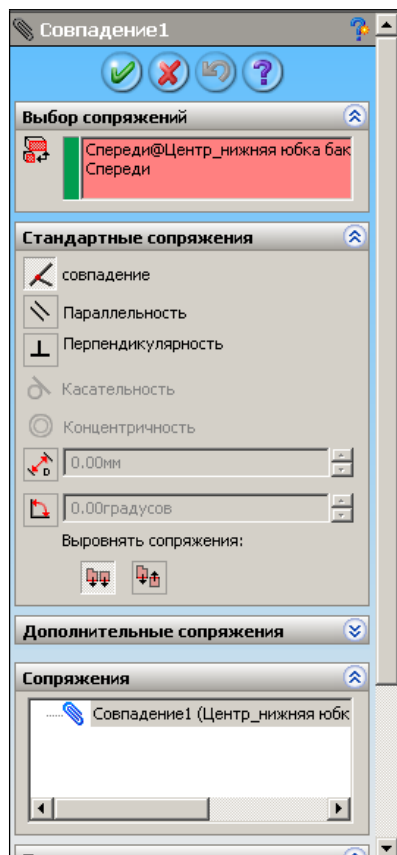 Совпадение1
Выбор сопряжений
Спереди@Центр_нижняя юбка бак
Спереди
Стандартные сопряжения
совпадение
Параллельность
Перпендикулярность
Касательность
Концентричность
0.00мм
0.00градусов
Выровнять сопряжения:
Дополнительные сопряжения
Сопряжения
Совпадение1 (Центр_нижняя юбк